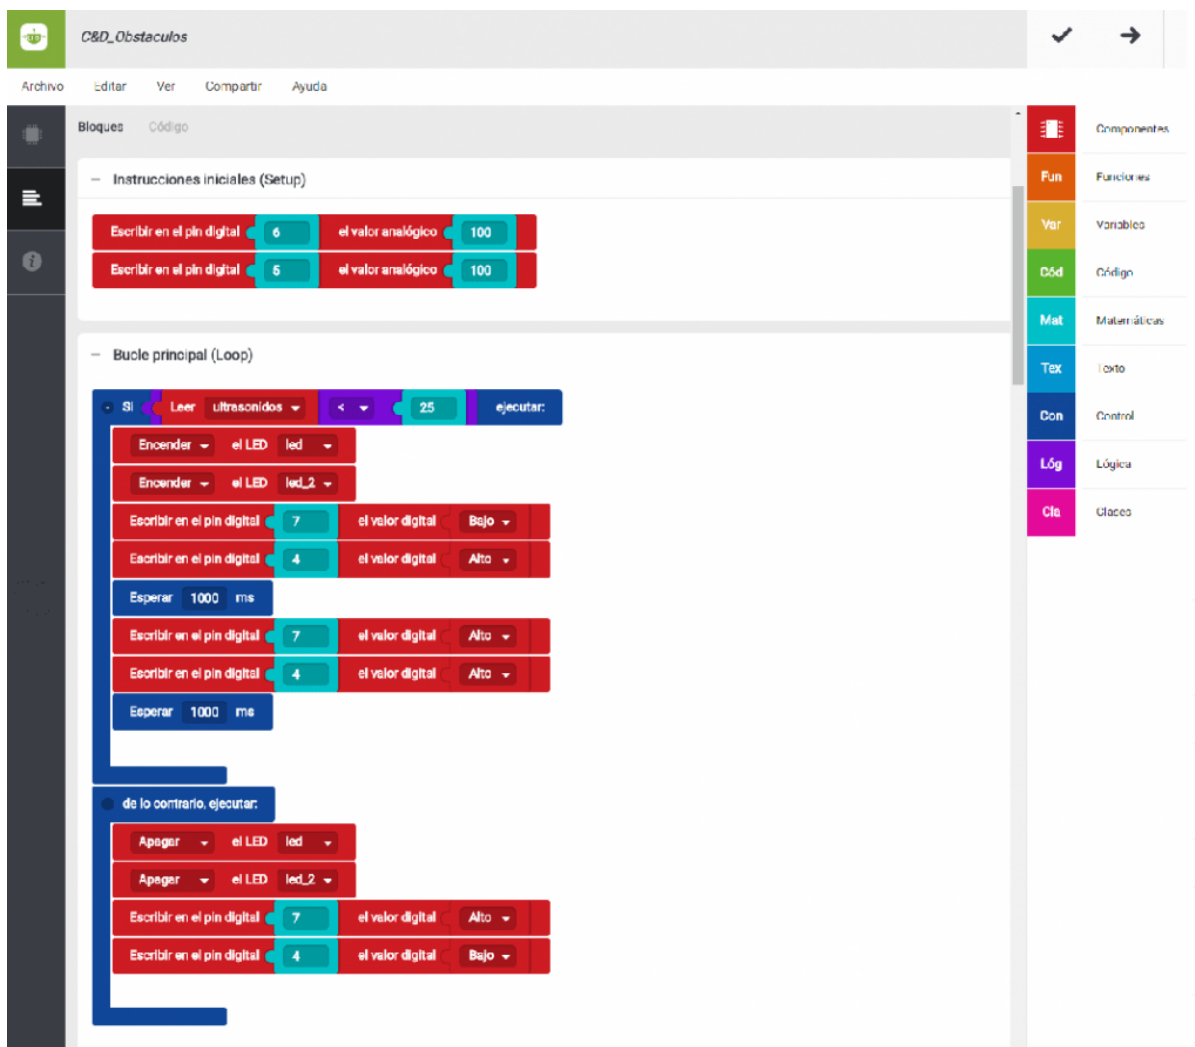 C&D_Obstaculos
Archivo Editar Ver Compartir Ayuda
Bloques Código
Instrucciones iniciales (Setup)
Escribir en el pin digital 6 el valor analógico 100
Escribir en el pin digital 5 el valor analógico 100
Bucle principal (Loop)
Si Leer ultrasonidos < 25 ejecutar:
Encender el LED led
Encender el LED led_2
Escribir en el pin digital 7 el valor digital Bajo
Escribir en el pin digital 4 el valor digital Alto
Esperar 1000 ms
Escribir en el pin digital 7 el valor digital Alto
Escribir en el pin digital 4 el valor digital Alto
Esperar 1000 ms
de lo contrario, ejecutar:
Apagar el LED led
Apagar el LED led_2
Escribir en el pin digital 7 el valor digital Alto
Escribir en el pin digital 4 el valor digital Bajo
Componentes
Fun Funciones
Var Variables
Cód Código
Mat Matemáticas
Tex Texto
Con Control
Lóg Lógica
Cla Clases